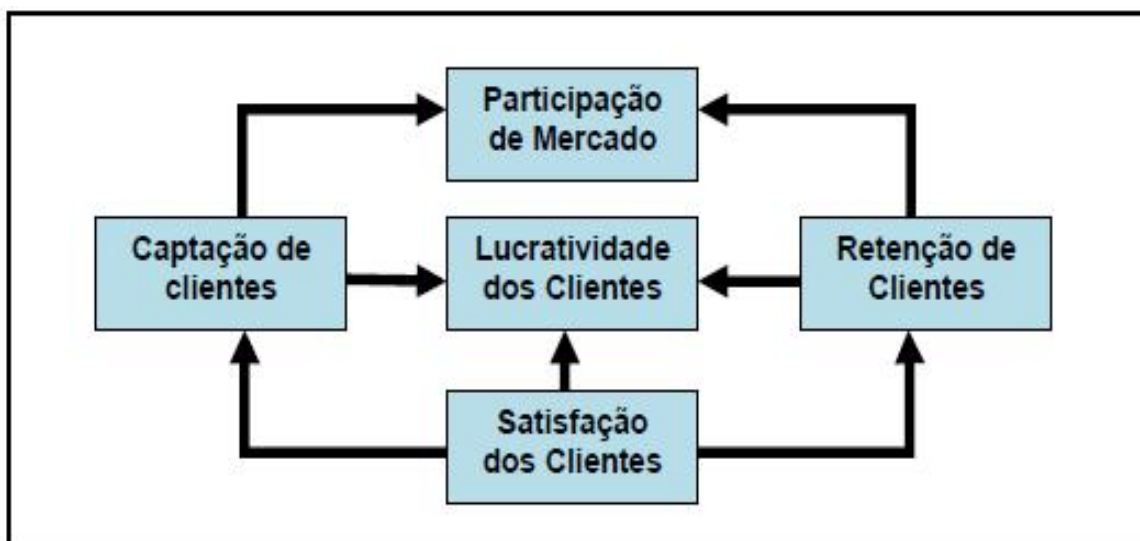 Participação
de Mercado
Captação de
clientes
Lucratividade
dos Clientes
Retenção de
Clientes
Satisfação
dos Clientes